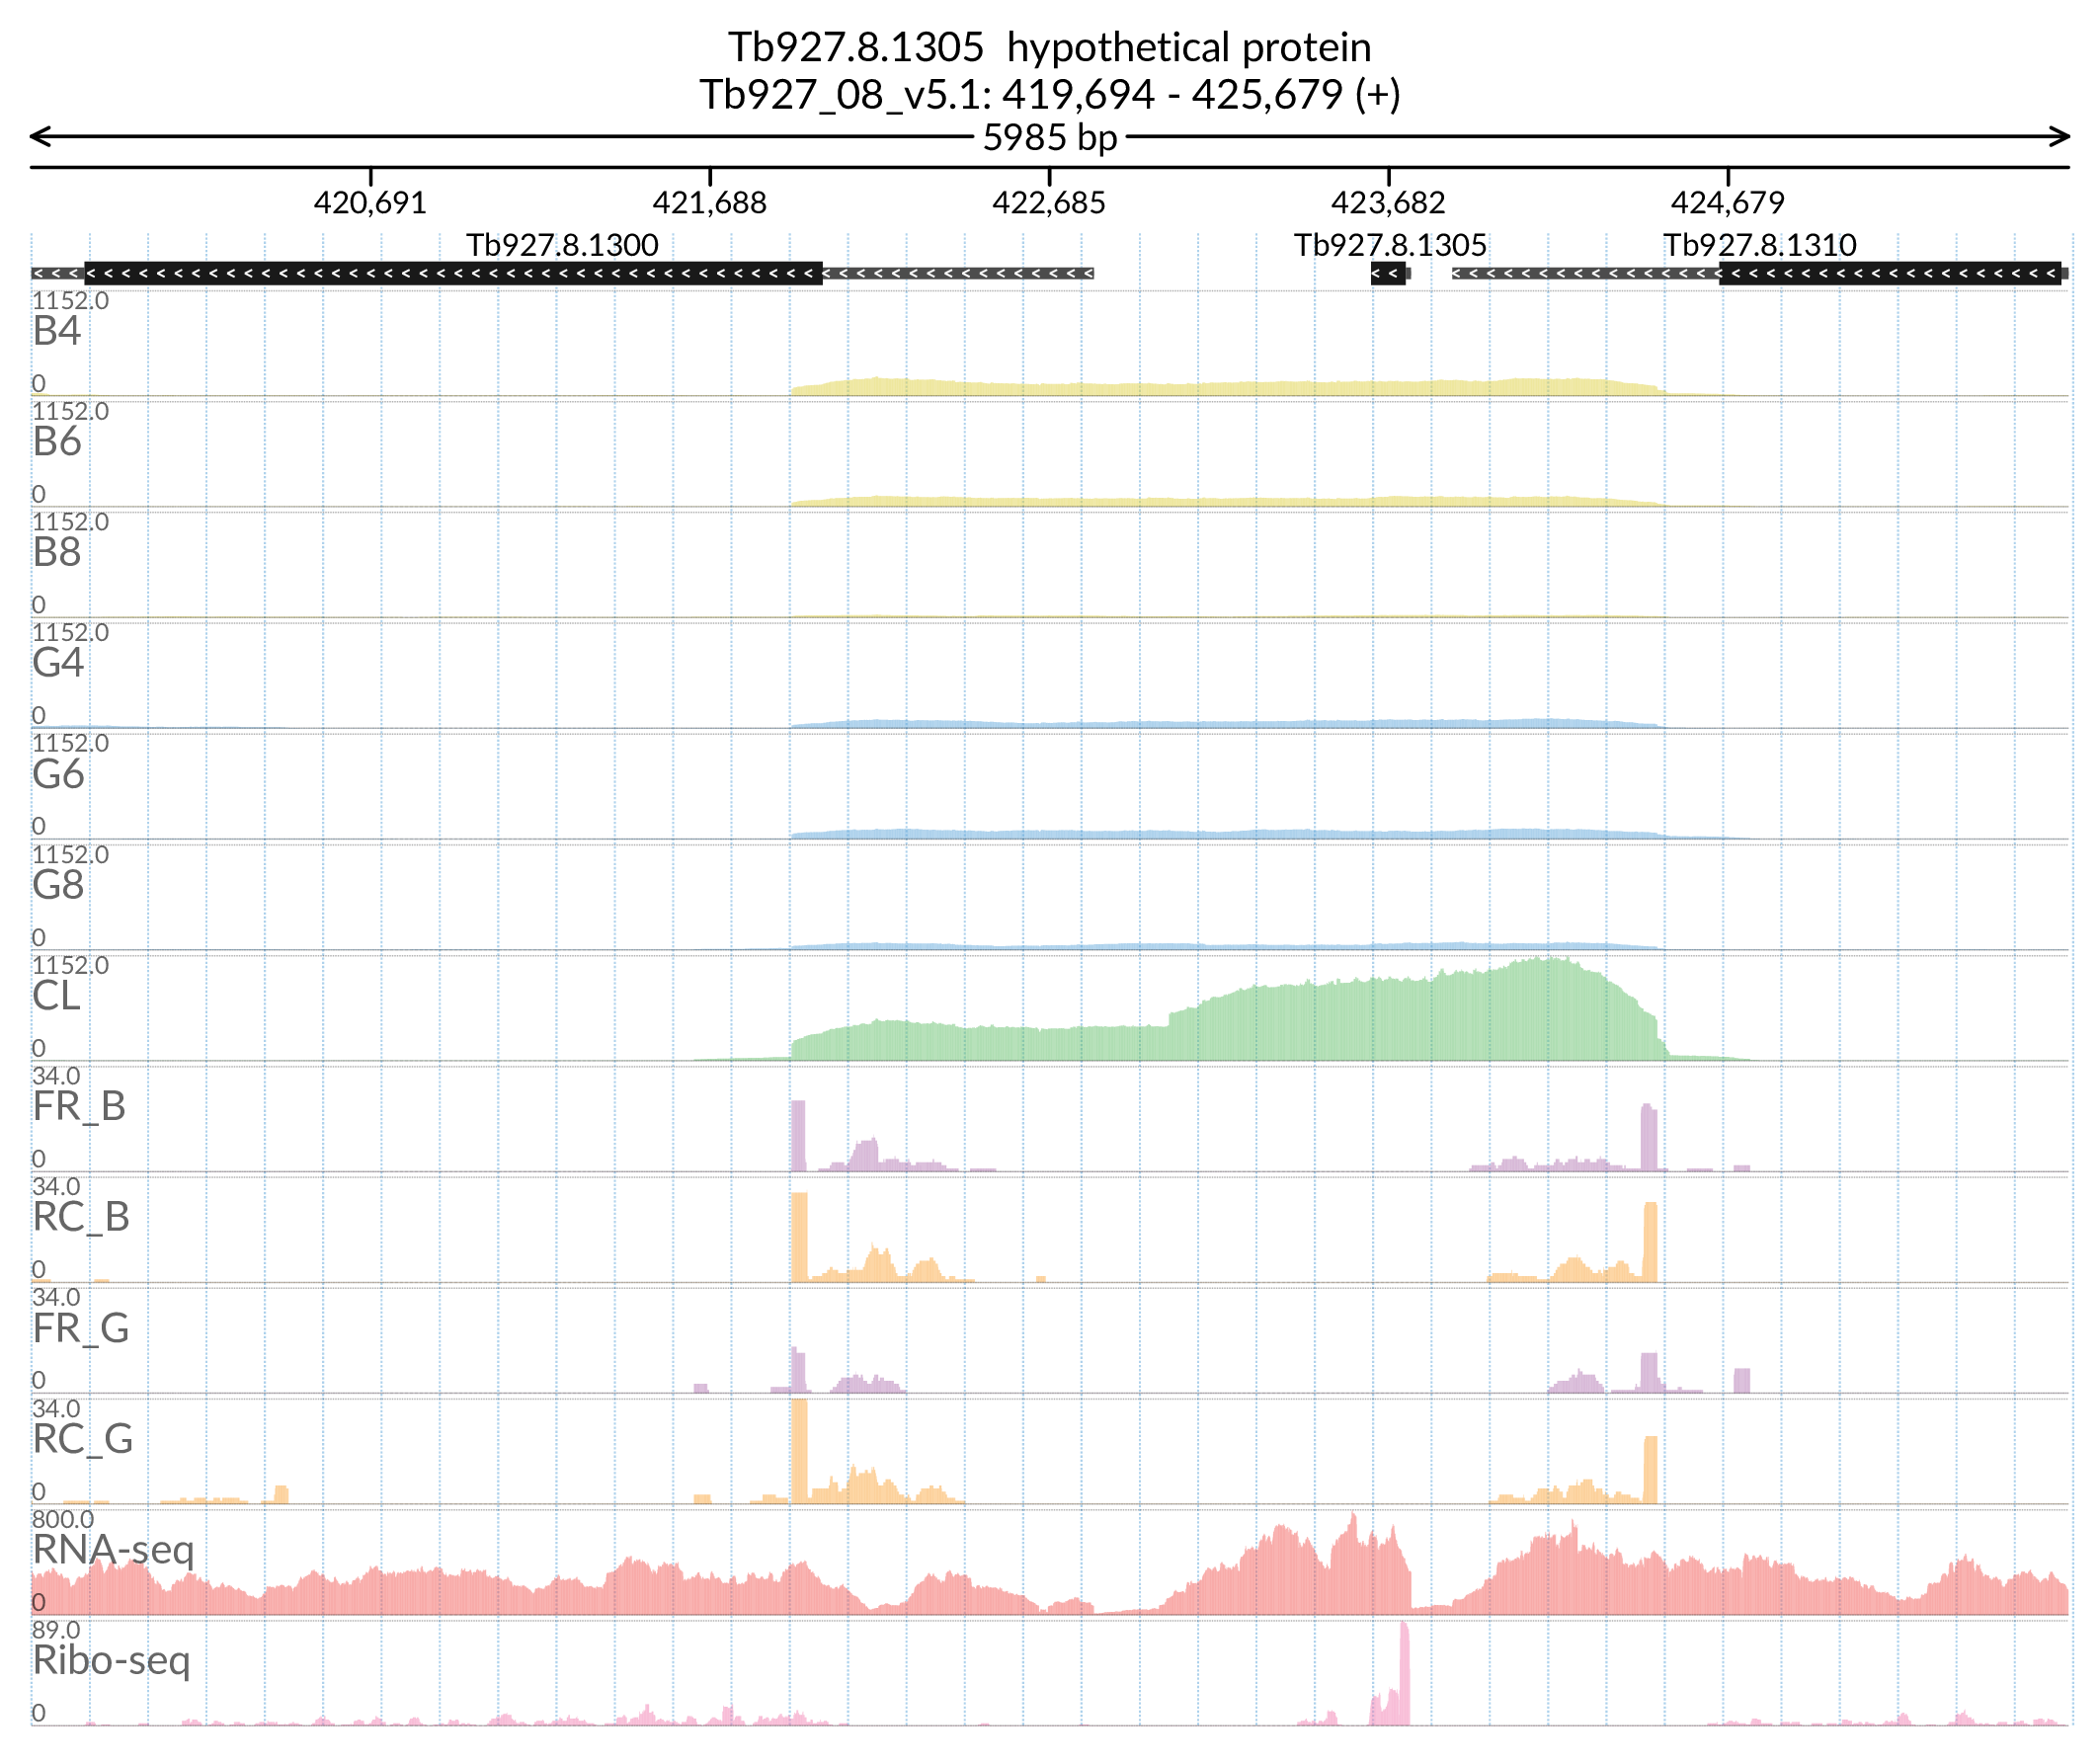 Tb927.8.1305 hypothetical protein
Tb927_08_v5.1: 419,694 - 425,679 (+)
5985 bp
420,691 421,688 422,685 423,682 424,679
Tb927.8.1300 Tb927.8.1305 Tb927.8.1310
1152.0
B4
0
1152.0
B6
0
1152.0
B8
0
1152.0
G4
0
1152.0
G6
0
1152.0
G8
0
1152.0
CL
0
34.0
FR_B
0
34.0
RC_B
0
34.0
FR_G
0
34.0
RC_G
0
800.0
RNA-seq
0
89.0
Ribo-seq
0